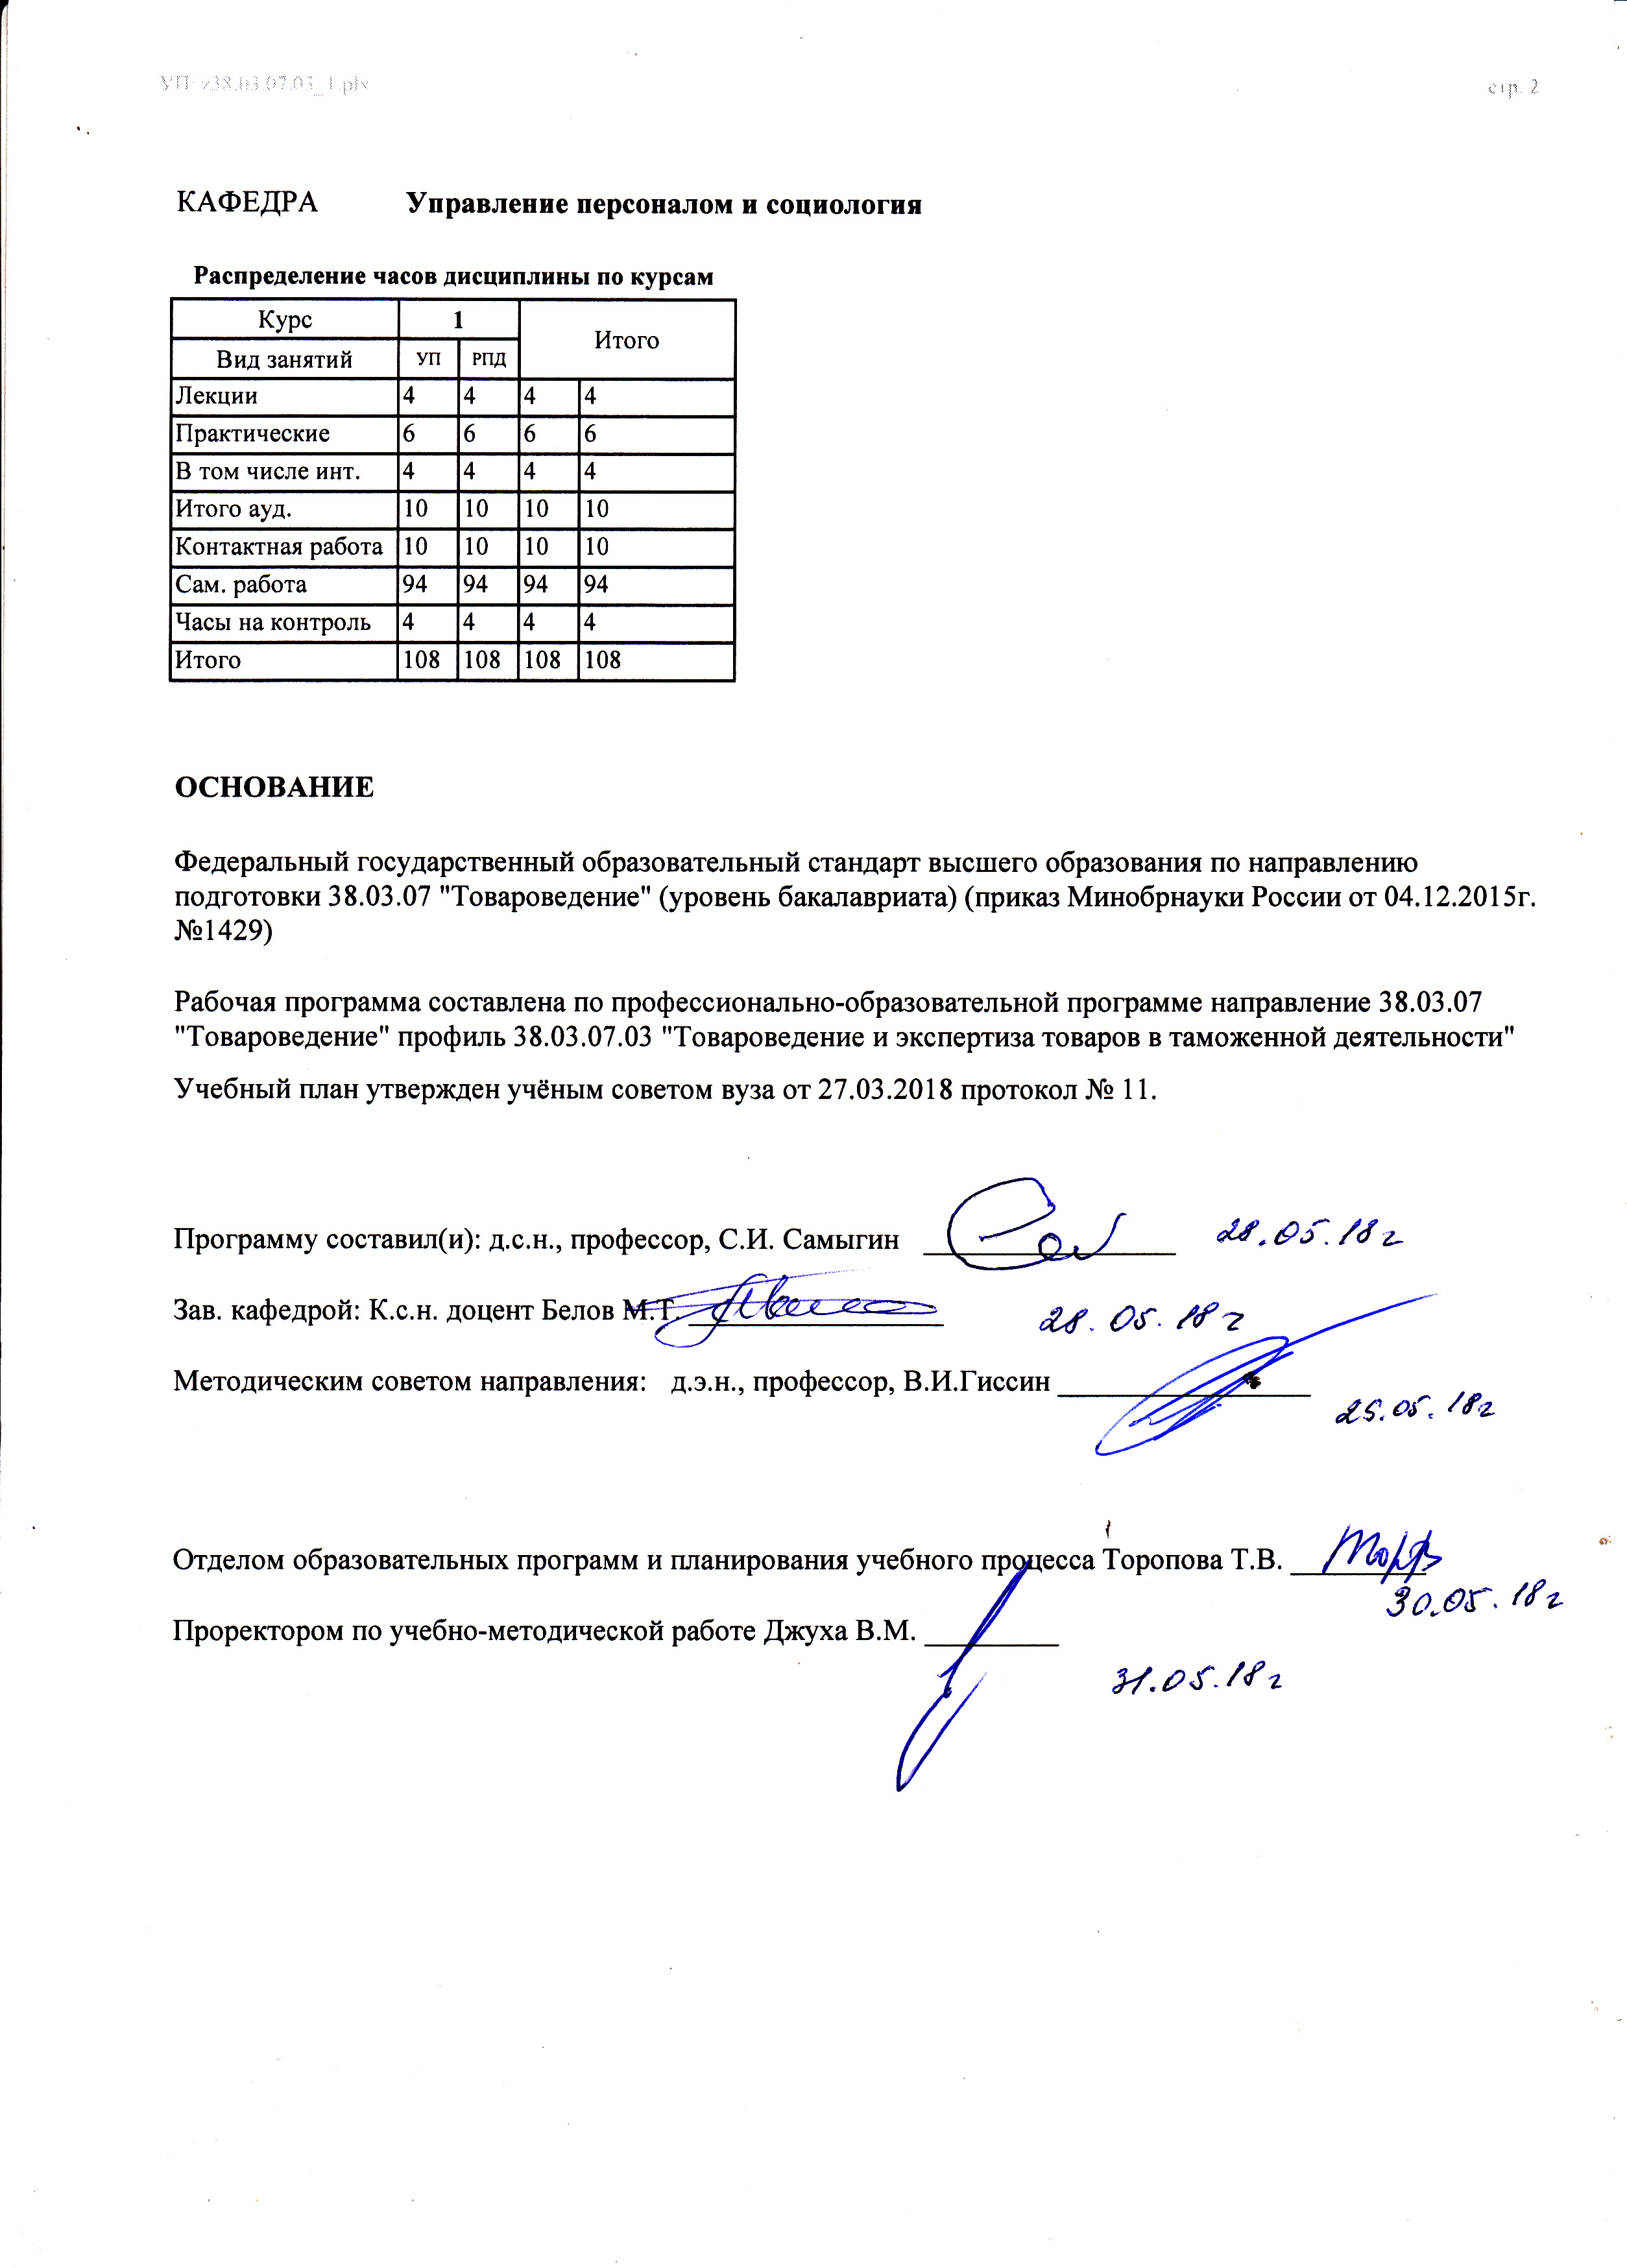 УП: z38.03.07.03_1.plx
стр. 2
КАФЕДРА Управление персоналом и социология
Распределение часов дисциплины по курсам
Курс 1 Итого
Вид занятий УП РПД
Лекции 4 4 4 4
Практические 6 6 6 6
В том числе инт. 4 4 4 4
Итого ауд. 10 10 10 10
Контактная работа 10 10 10 10
Сам. работа 94 94 94 94
Часы на контроль 4 4 4 4
Итого 108 108 108 108
ОСНОВАНИЕ
Федеральный государственный образовательный стандарт высшего образования по направлению
подготовки 38.03.07 "Товароведение" (уровень бакалавриата) (приказ Минобрнауки России от 04.12.2015г.
№1429)
Рабочая программа составлена по профессионально-образовательной программе направление 38.03.07
"Товароведение" профиль 38.03.07.03 "Товароведение и экспертиза товаров в таможенной деятельности"
Учебный план утвержден учёным советом вуза от 27.03.2018 протокол № 11.
Программу составил(и): д.с.н., профессор, С.И. Самыгин 28.05.18 г
Зав. кафедрой: К.с.н. доцент Белов М.Т. 28.05.18 г
Методическим советом направления: д.э.н., профессор, В.И.Гиссин
25.05.18г
Отделом образовательных программ и планирования учебного процесса Торопова Т.В.
30.05.18г
Проректором по учебно-методической работе Джуха В.М.
31.05.18г